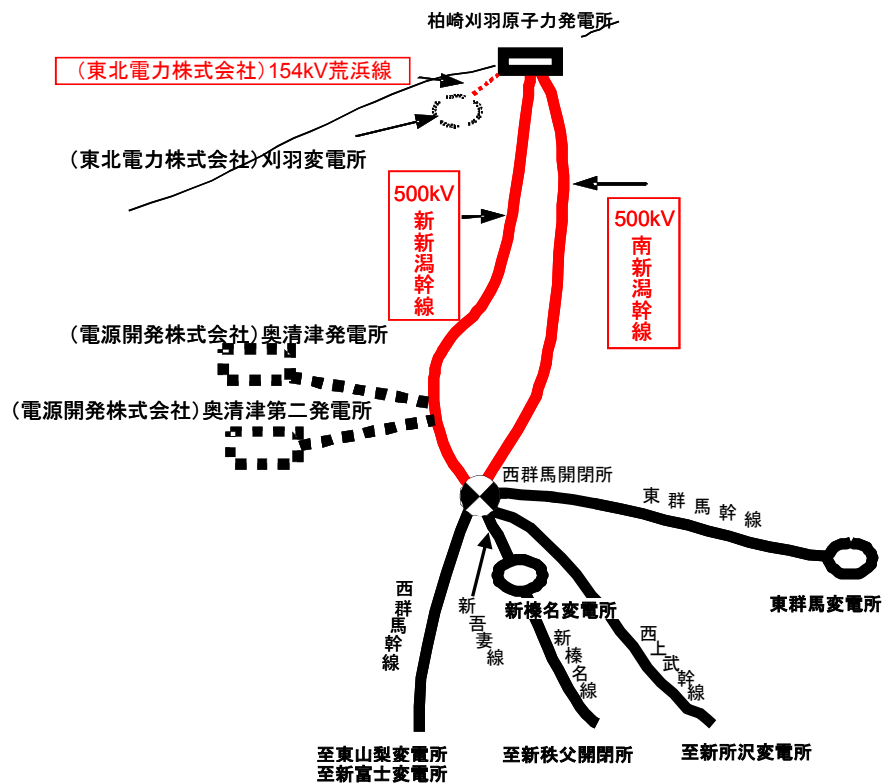 柏崎刈羽原子力発電所
(東北電力株式会社)154kV荒浜線
(東北電力株式会社)刈羽変電所
500kV
新新潟幹線
500kV
南新潟幹線
(電源開発株式会社)奥清津発電所
(電源開発株式会社)奥清津第二発電所
西群馬開閉所
東群馬幹線
東群馬変電所
西群馬幹線
新吾妻線
新榛名変電所
新榛名線
西上武幹線
至東山梨変電所
至新富士変電所
至新秩父開閉所
至新所沢変電所